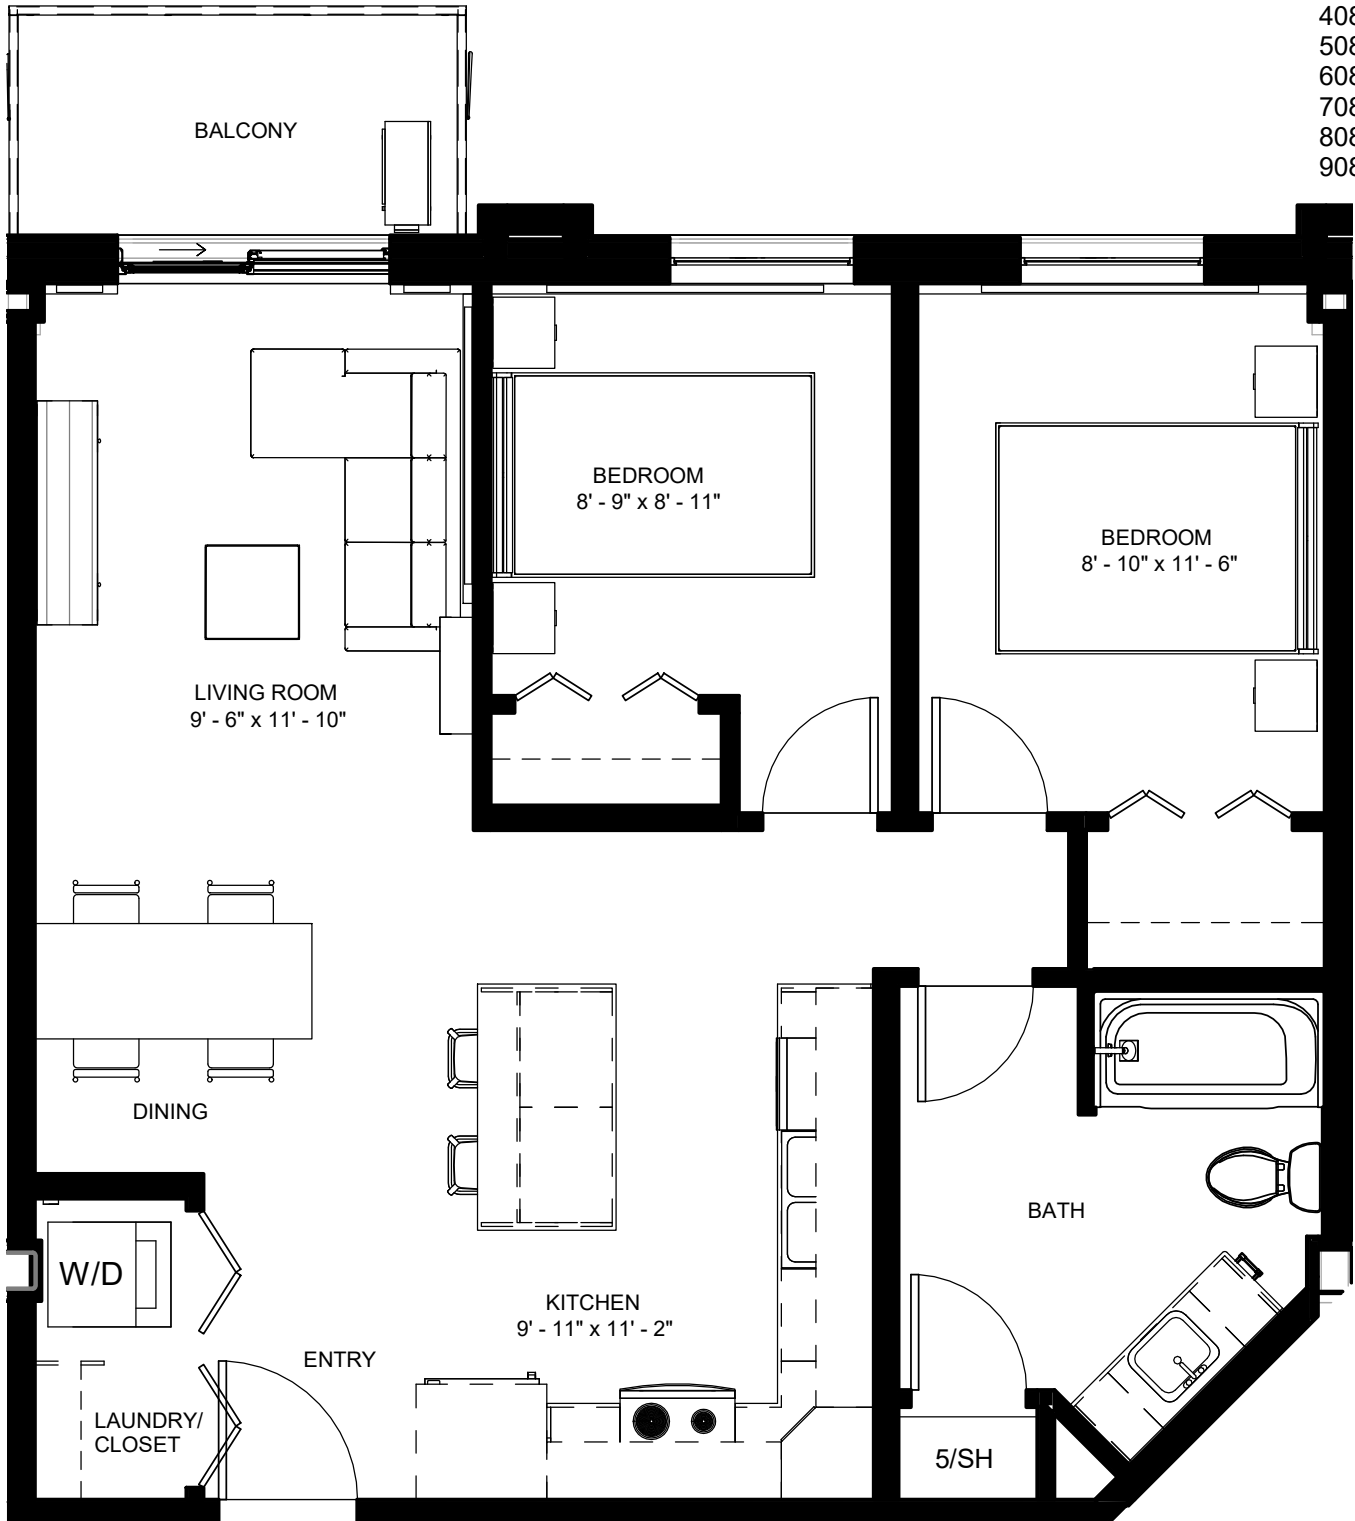 408
508
608
708
808
908
BALCONY
BEDROOM
8' - 9" x 8' - 11"
BEDROOM
8' - 10" x 11' - 6"
LIVING ROOM
9' - 6" x 11' - 10"
DINING
BATH
W/D
KITCHEN
9' - 11" x 11' - 2"
ENTRY
LAUNDRY/
CLOSET
5/SH